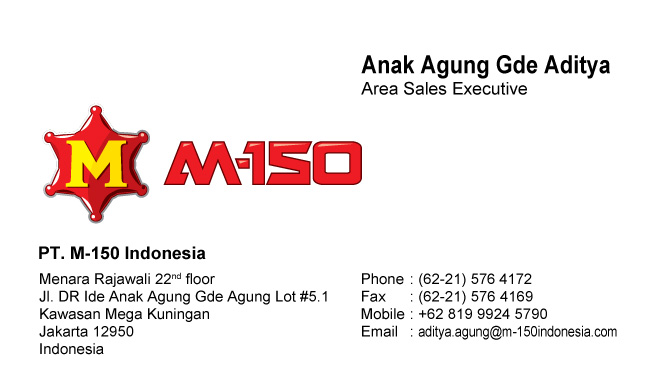 Anak Agung Gde Aditya
Area Sales Executive
M M-150
PT. M-150 Indonesia
Menara Rajawali 22nd floor
Jl. DR Ide Anak Agung Gde Agung Lot #5.1
Kawasan Mega Kuningan
Jakarta 12950
Indonesia
Phone : (62-21) 576 4172
Fax : (62-21) 576 4169
Mobile : +62 819 9924 5790
Email : aditya.agung@m-150indonesia.com